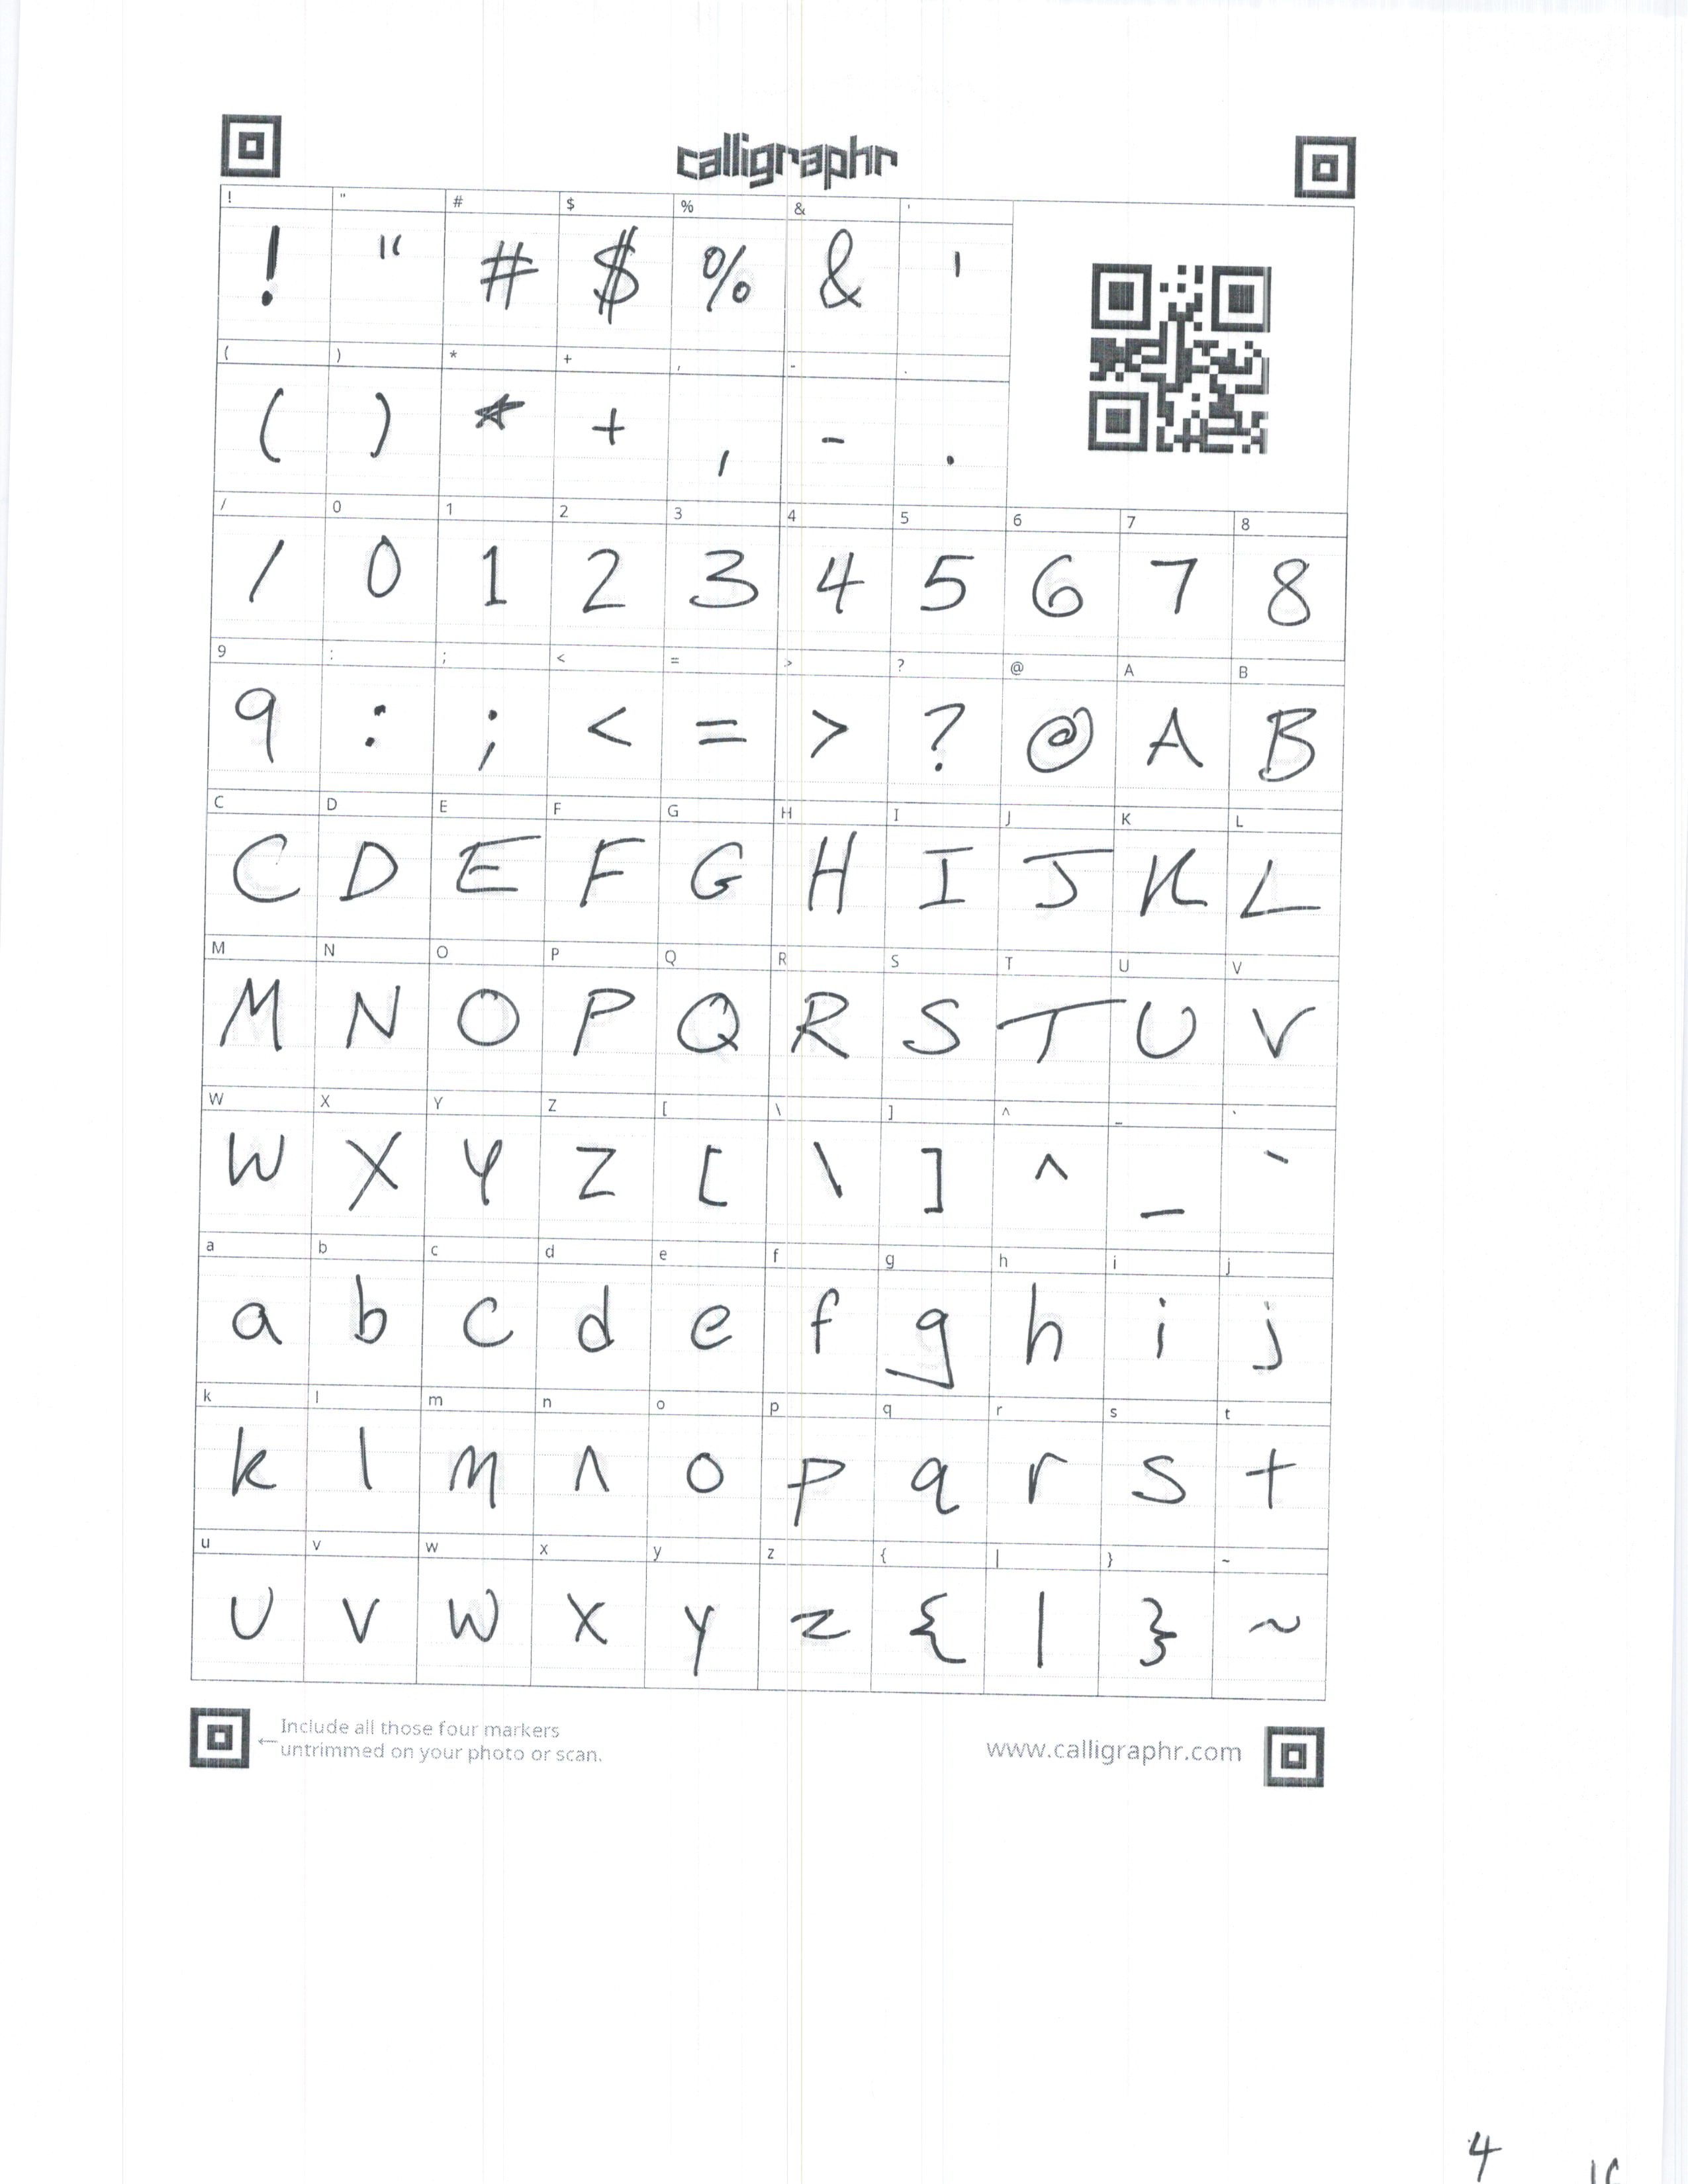 calligraphr
! " # $ % & '
! " # $ % & '
( ) * + , - .
( ) * + , - .
/ 0 1 2 3 4 5 6 7 8
/ 0 1 2 3 4 5 6 7 8
9 : ; < = > ? @ A B
9 : ; < = > ? @ A B
C D E F G H I J K L
C D E F G H I J K L
M N O P Q R S T U V
M N O P Q R S T U V
W X Y Z [ \ ] ^ _ `
W X Y Z [ \ ] ^ _ `
a b c d e f g h i j
a b c d e f g h i j
k l m n o p q r s t
k l m n o p q r s t
u v w x y z { | } ~
u v w x y z { | } ~
← Include all those four markers
untrimmed on your photo or scan.
www.calligraphr.com
4